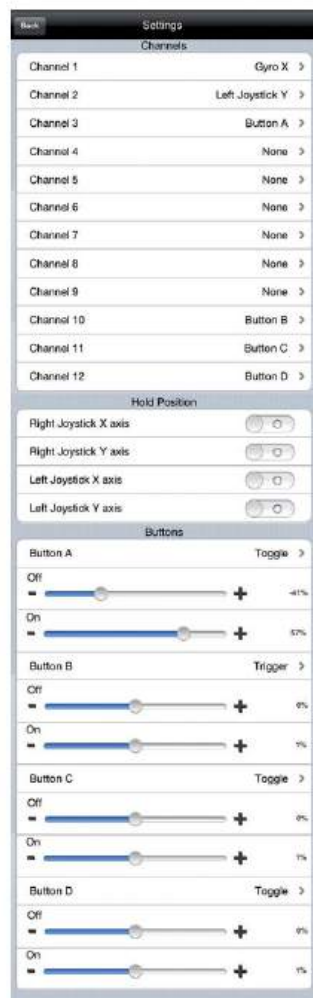 Back Settings
Channels
Channel 1 Gyro X >
Channel 2 Left Joystick Y >
Channel 3 Button A >
Channel 4 None >
Channel 5 None >
Channel 6 None >
Channel 7 None >
Channel 8 None >
Channel 9 None >
Channel 10 Button B >
Channel 11 Button C >
Channel 12 Button D >
Hold Position
Right Joystick X axis
Right Joystick Y axis
Left Joystick X axis
Left Joystick Y axis
Buttons
Button A Toggle >
Off
- + -41%
On
- + 57%
Button B Trigger >
Off
- + 0%
On
- + 1%
Button C Toggle >
Off
- + 0%
On
- + 1%
Button D Toggle >
Off
- + 0%
On
- + 1%